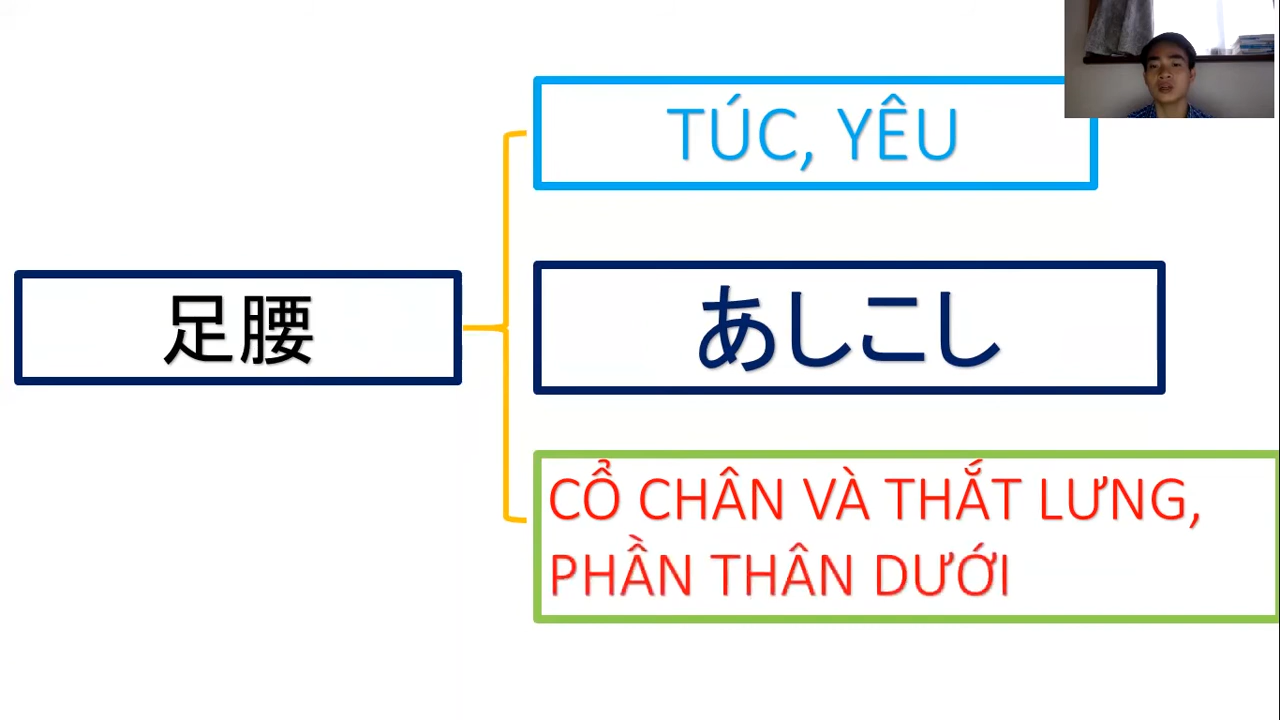 足腰
TÚC, YÊU
あしこし
CỔ CHÂN VÀ THẮT LƯNG,
PHẦN THÂN DƯỚI